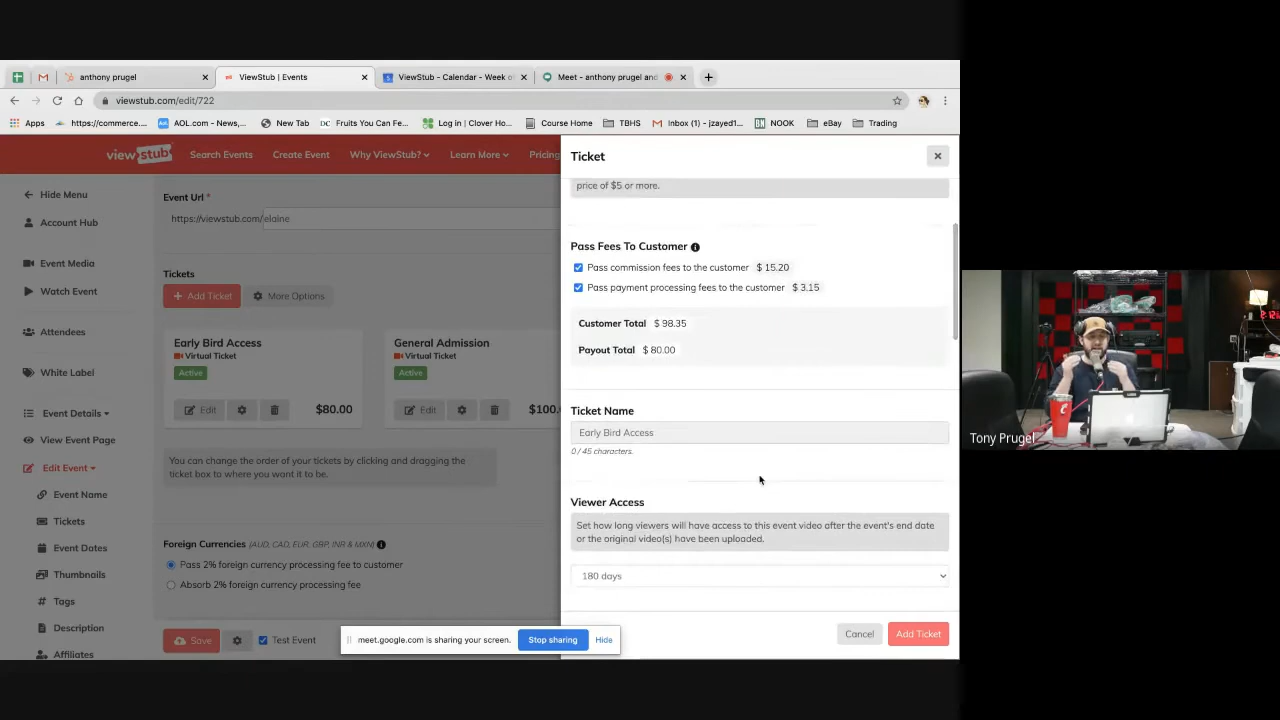 anthony prugel
ViewStub | Events
ViewStub - Calendar - Week o
Meet - anthony prugel and
viewstub.com/edit/722
Apps
https://commerce....
AOL.com - News,...
New Tab
DC
Fruits You Can Fe...
Log in | Clover Ho...
Course Home
TBHS
Inbox (1) - jzayed1...
BN
NOOK
eBay
Trading
view stub
Search Events
Create Event
Why ViewStub?
Learn More
Pricing
Hide Menu
Account Hub
Event Media
Watch Event
Attendees
White Label
Event Details
View Event Page
Edit Event
Event Name
Tickets
Event Dates
Thumbnails
Tags
Description
Affiliates
Event Url *
https://viewstub.com/ elaine
Tickets
+ Add Ticket
More Options
Early Bird Access
Virtual Ticket
Active
Edit
$80.00
General Admission
Virtual Ticket
Active
Edit
$100.
You can change the order of your tickets by clicking and dragging the
ticket box to where you want it to be.
Foreign Currencies (AUD, CAD, EUR, GBP, INR & MXN)
Pass 2% foreign currency processing fee to customer
Absorb 2% foreign currency processing fee
Save
Test Event
meet.google.com is sharing your screen.
Stop sharing
Hide
Ticket
price of $5 or more.
Pass Fees To Customer
Pass commission fees to the customer $ 15.20
Pass payment processing fees to the customer $ 3.15
Customer Total $ 98.35
Payout Total $ 80.00
Ticket Name
Early Bird Access
0 / 45 characters.
Viewer Access
Set how long viewers will have access to this event video after the event's end date
or the original video(s) have been uploaded.
180 days
Cancel
Add Ticket
Tony Prugel